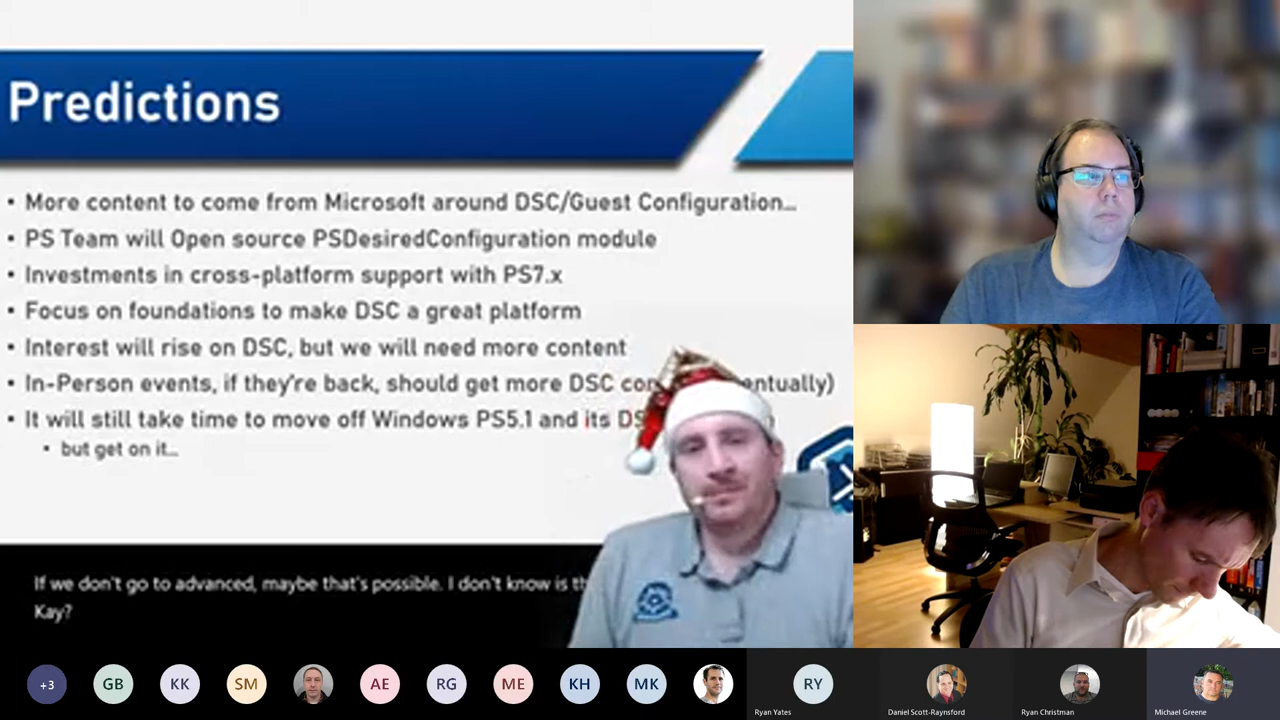 Predictions
• More content to come from Microsoft around DSC/Guest Configuration...
• PS Team will Open source PSDesiredConfiguration module
• Investments in cross-platform support with PS7.x
• Focus on foundations to make DSC a great platform
• Interest will rise on DSC, but we will need more content
• In-Person events, if they're back, should get more DSC entually)
• It will still take time to move off Windows PS5.1 and its
• but get on it...
If we don't go to advanced, maybe that's possible. I don't know is
Kay?
+3 GB KK SM AE RG ME KH MK RY
Ryan Yates Daniel Scott-Raynsford Ryan Christman Michael Greene